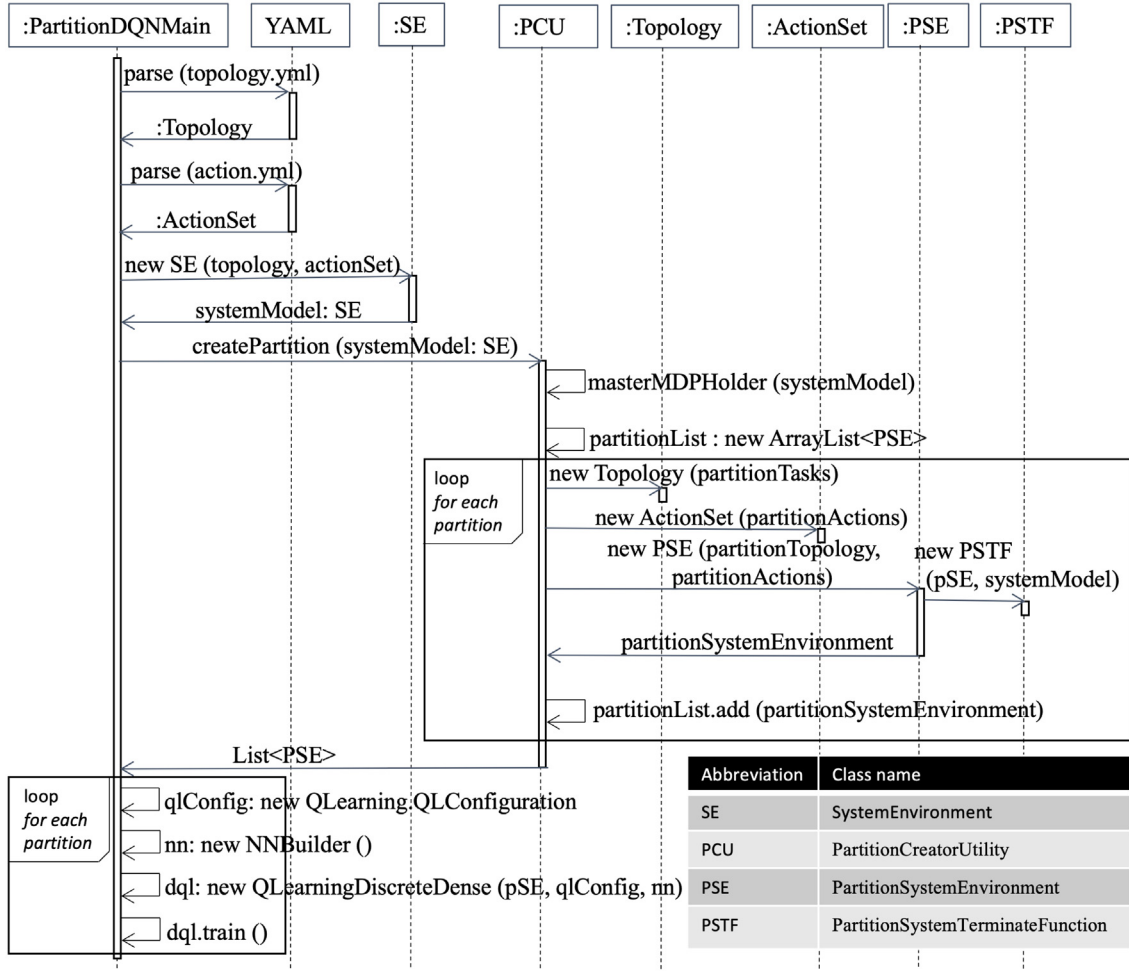 :PartitionDQNMain
YAML
:SE
:PCU
:Topology
:ActionSet
:PSE
:PSTF
parse (topology.yml)
:Topology
parse (action.yml)
:ActionSet
new SE (topology, actionSet)
systemModel: SE
createPartition (systemModel: SE)
masterMDPHolder (systemModel)
partitionList : new ArrayList<PSE>
loop
for each
partition
new Topology (partitionTasks)
new ActionSet (partitionActions)
new PSE (partitionTopology,
partitionActions)
new PSTF
(pSE, systemModel)
partitionSystemEnvironment
partitionList.add (partitionSystemEnvironment)
List<PSE>
loop
for each
partition
qlConfig: new QLearning.QLConfiguration
nn: new NNBuilder ()
dql: new QLearningDiscreteDense (pSE, qlConfig, nn)
dql.train ()
Abbreviation Class name
SE SystemEnvironment
PCU PartitionCreatorUtility
PSE PartitionSystemEnvironment
PSTF PartitionSystemTerminateFunction